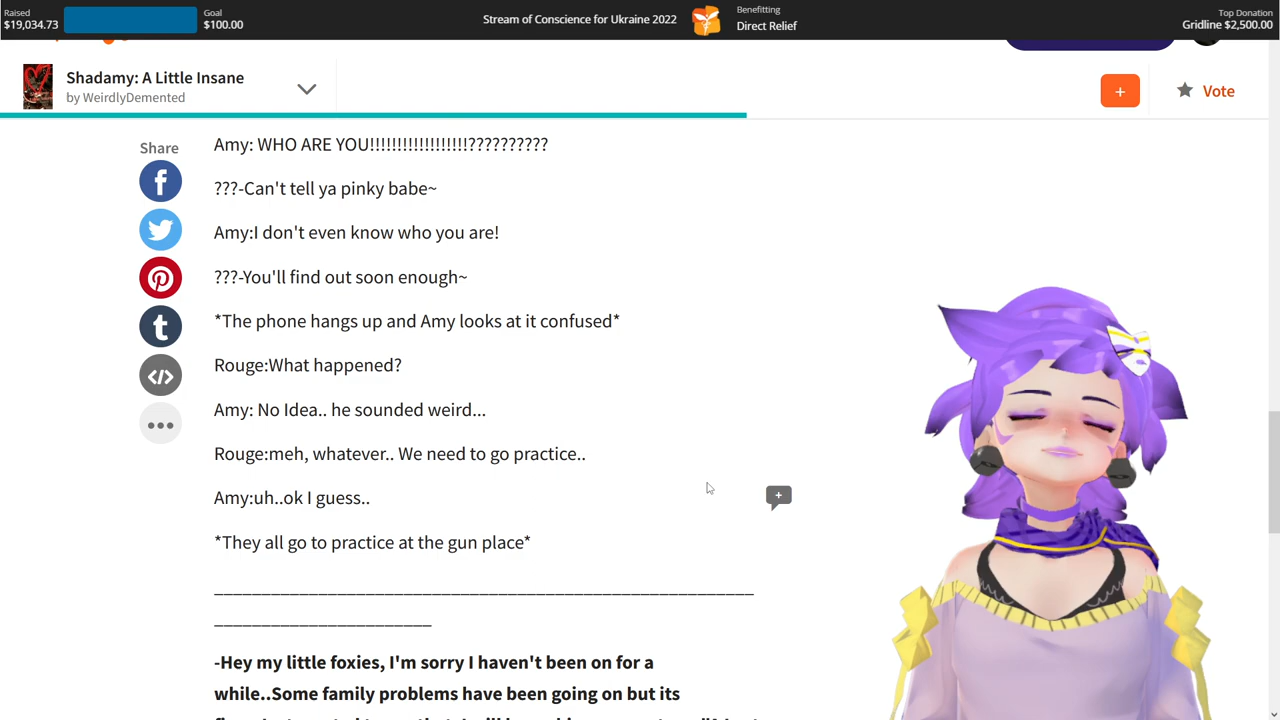 Raised
$19,034.73
Goal
$100.00
Stream of Conscience for Ukraine 2022
Benefitting
Direct Relief
Top Donation
Gridline $2,500.00
Shadamy: A Little Insane
by WeirdlyDemented
+
Vote
Share
Amy: WHO ARE YOU!!!!!!!!!!!!!!!!!!??????????
???-Can't tell ya pinky babe~
Amy:I don't even know who you are!
???-You'll find out soon enough~
*The phone hangs up and Amy looks at it confused*
Rouge:What happened?
Amy: No Idea.. he sounded weird...
Rouge:meh, whatever.. We need to go practice..
Amy:uh..ok I guess..
*They all go to practice at the gun place*
-Hey my little foxies, I'm sorry I haven't been on for a
while..Some family problems have been going on but its